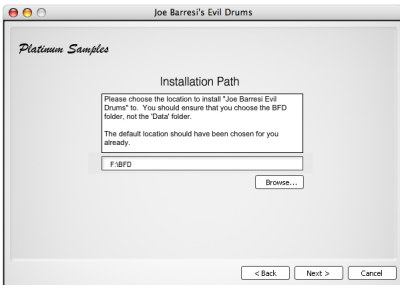 Joe Barresi's Evil Drums
Platinum Samples
Installation Path
Please choose the location to install "Joe Barresi Evil
Drums" to.  You should ensure that you choose the BFD
folder, not the 'Data' folder.
The default location should have been chosen for you
already.
F:\BFD
Browse...
< Back
Next >
Cancel